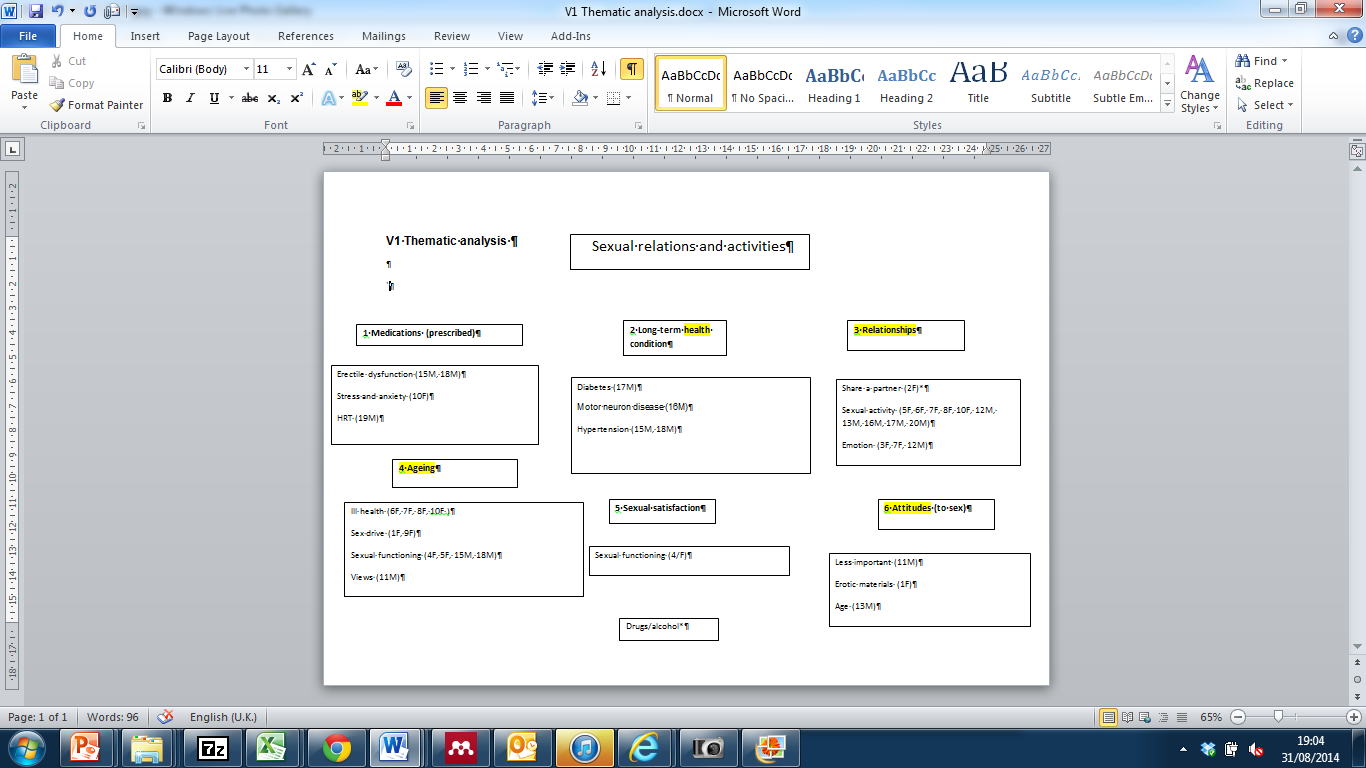 V1 Thematic analysis.docx - Microsoft Word
File Home Insert Page Layout References Mailings Review View Add-Ins
Paste
Cut
Copy
Format Painter
Clipboard
Calibri (Body) 11
Font
Paragraph
AaBbCcDc AaBbCcDc AaBbCc AaBbCc AaB AaBbCc. AaBbCcDc
¶ Normal ¶ No Spaci... Heading 1 Heading 2 Title Subtitle Subtle Em...
Styles
Change
Styles
Find
Replace
Select
Editing
V1·Thematic·analysis·¶
Sexual·relations·and·activities¶
¶
¶
1·Medications·(prescribed)¶
2·Long-term·health·
condition¶
3·Relationships¶
Erectile·dysfunction·(15M,·18M)¶
Stress·and·anxiety·(10F)¶
HRT·(19M)¶
Diabetes·(17M)¶
Motor·neuron·disease·(16M)¶
Hypertension·(15M,·18M)¶
Share·a·partner·(2F)*¶
Sexual·activity·(5F,·6F,·7F,·8F,·10F,·12M,·
13M,·16M,·17M,·20M)¶
Emotion·(3F,·7F,·12M)¶
4·Ageing¶
5·Sexual·satisfaction¶
6·Attitudes·(to·sex)¶
Ill·health·(6F,·7F,·8F,·10F,)¶
Sex·drive·(1F,·9F)¶
Sexual·functioning·(4F,·5F,·15M,·18M)¶
Views·(11M)¶
Sexual·functioning·(4/F)¶
Less·important·(11M)¶
Erotic·materials·(1F)¶
Age·(13M)¶
Drugs/alcohol*¶
Page: 1 of 1 Words: 96 English (U.K.) 65%
19:04
31/08/2014